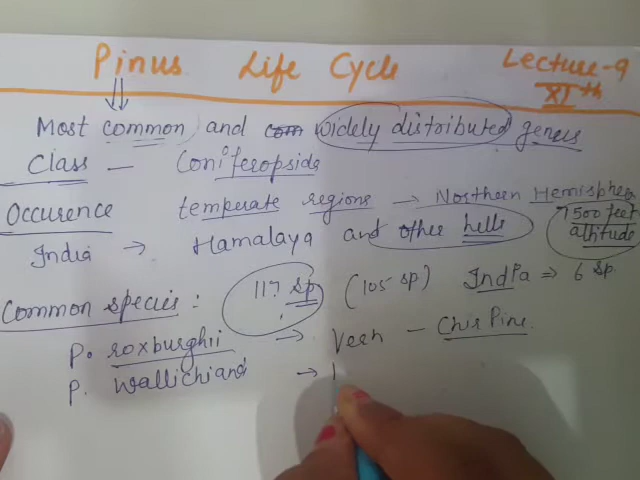 Pinus Life Cycle Lecture-9
XIth
Most common and com widely distributed genus
Class — Coniferopsida
Occurence temperate regions → Northern Hemisphere
7500 feet
altitude
India → Hamalaya and other hills
Common species: 117 sp (105 sp) India ⇒ 6 sp
P. roxburghii → Veeh - Chir Pine
P. Wallichiana →